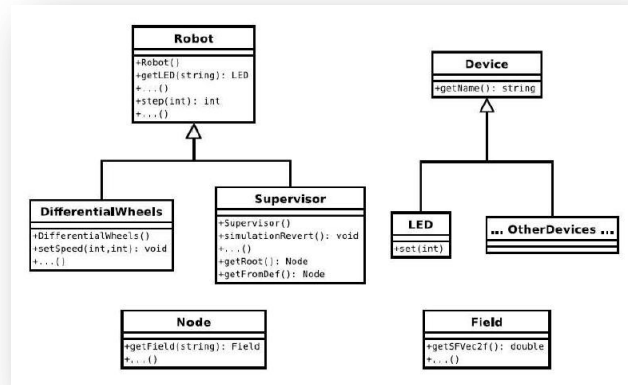 Robot
+Robot()
+getLED(string): LED
+...()
+step(int): int
+...()
Device
+getName(): string
DifferentialWheels
+DifferentialWheels()
+setSpeed(int,int): void
+...()
Supervisor
+Supervisor()
+simulationRevert(): void
+...()
+getRoot(): Node
+getFromDef(): Node
LED
+set(int)
... OtherDevices ...
Node
+getField(string): Field
+...()
Field
+getSFVec2f(): double
+...()